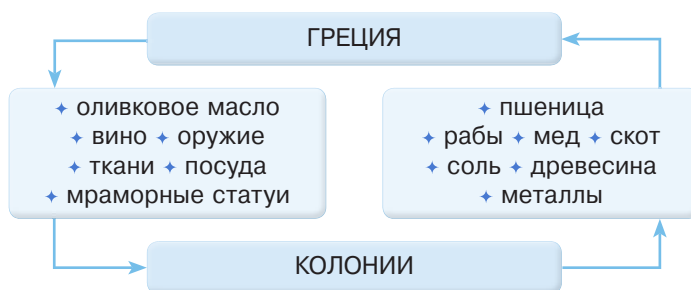 ГРЕЦИЯ
✦ оливковое масло
✦ вино ✦ оружие
✦ ткани ✦ посуда
✦ мраморные статуи
✦ пшеница
✦ рабы ✦ мед ✦ скот
✦ соль ✦ древесина
✦ металлы
КОЛОНИИ